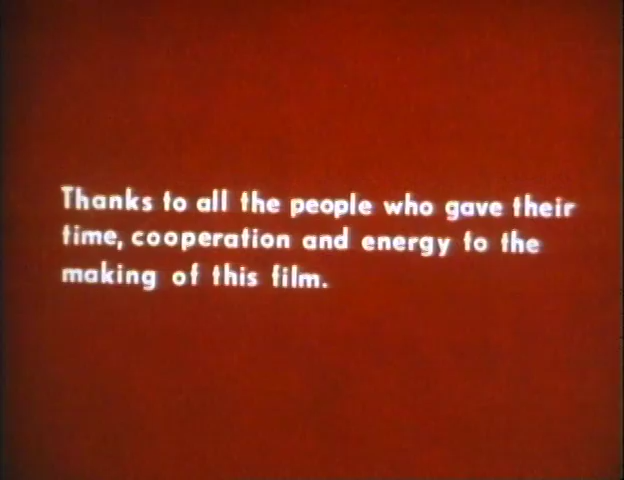 Thanks to all the people who gave their
time, cooperation and energy to the
making of this film.